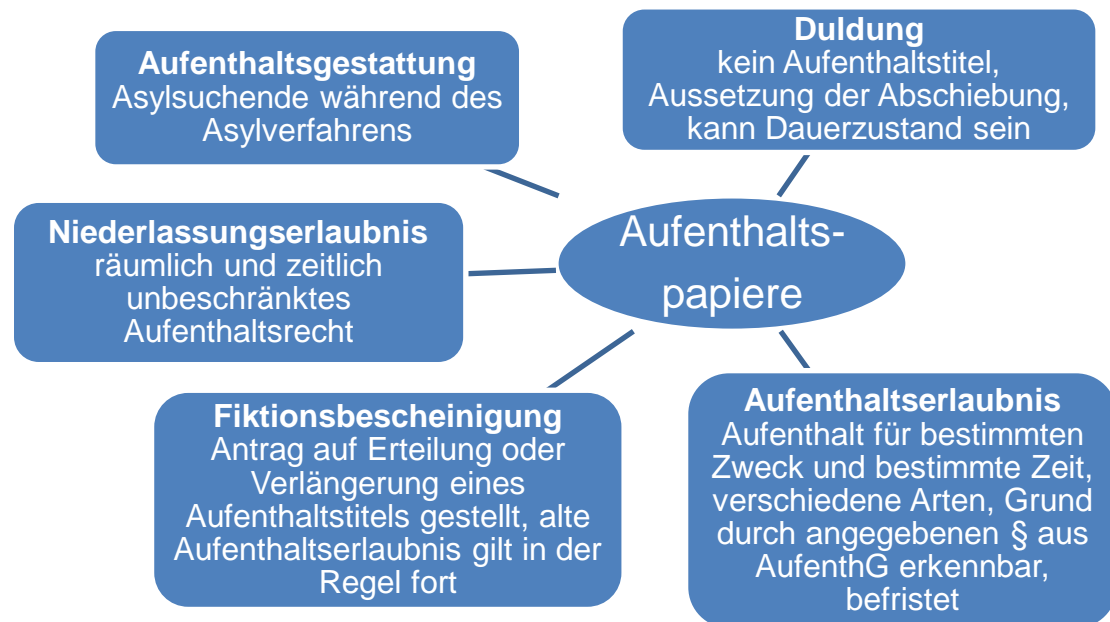 Aufenthaltsgestattung
Asylsuchende während des
Asylverfahrens
Duldung
kein Aufenthaltstitel,
Aussetzung der Abschiebung,
kann Dauerzustand sein
Niederlassungserlaubnis
räumlich und zeitlich
unbeschränktes
Aufenthaltsrecht
Aufenthalts-
papiere
Fiktionsbescheinigung
Antrag auf Erteilung oder
Verlängerung eines
Aufenthaltstitels gestellt, alte
Aufenthaltserlaubnis gilt in der
Regel fort
Aufenthaltserlaubnis
Aufenthalt für bestimmten
Zweck und bestimmte Zeit,
verschiedene Arten, Grund
durch angegebenen § aus
AufenthG erkennbar,
befristet